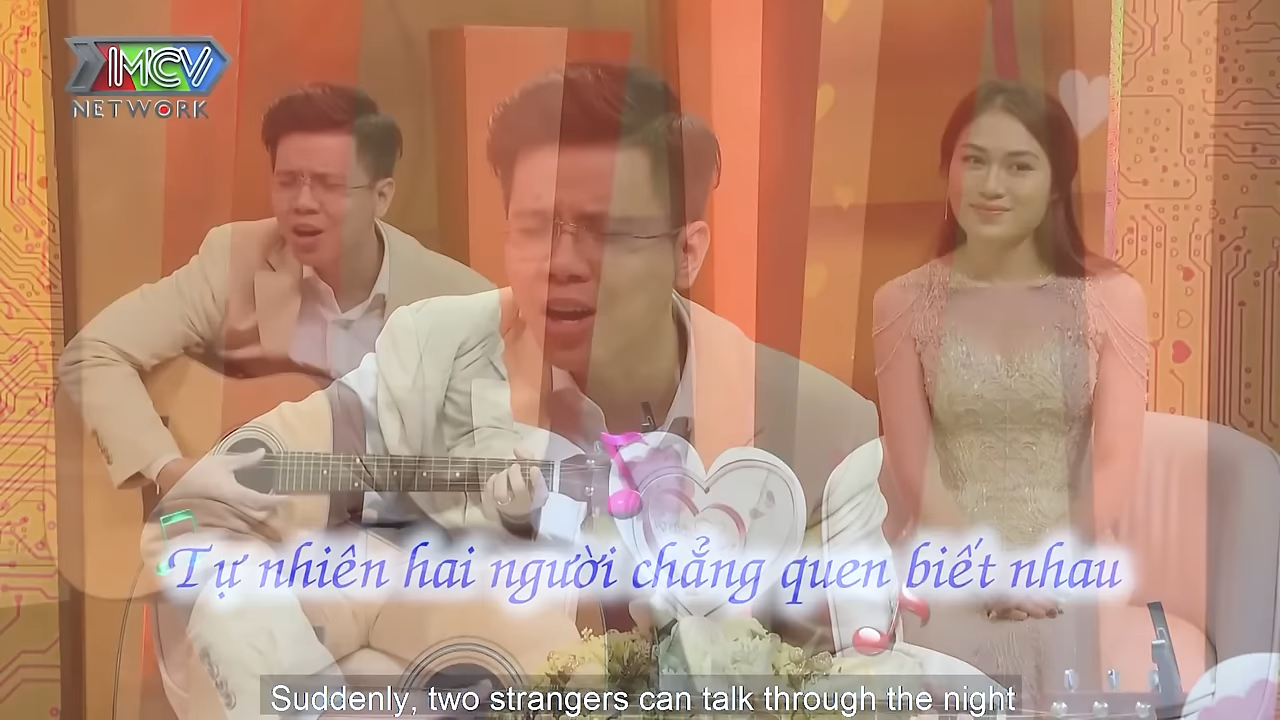 MCV
NETWORK
Tự nhiên hai người chẳng quen biết nhau
Suddenly, two strangers can talk through the night